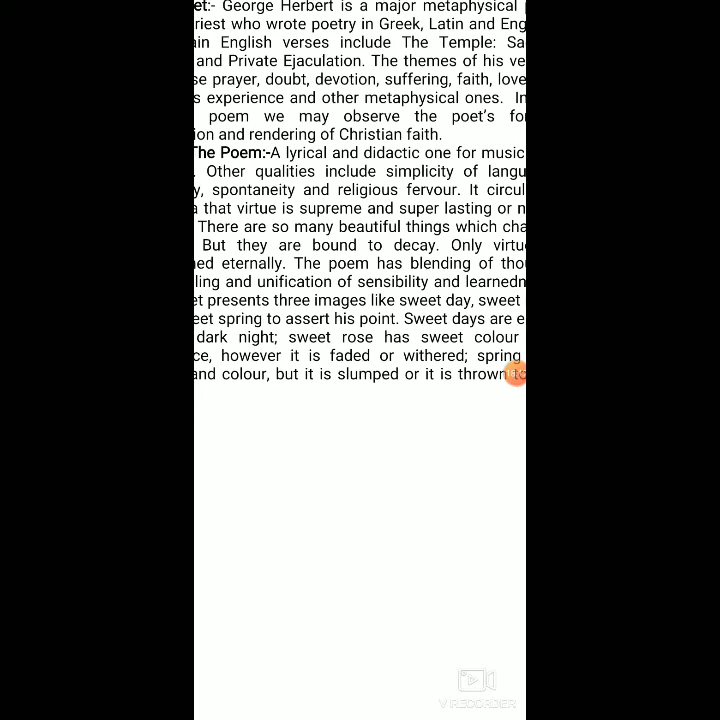 et:- George Herbert is a major metaphysical
riest who wrote poetry in Greek, Latin and Eng
in English verses include The Temple: Sa
and Private Ejaculation. The themes of his ve
se prayer, doubt, devotion, suffering, faith, love
s experience and other metaphysical ones. In
poem we may observe the poet's fo
ion and rendering of Christian faith.
The Poem:-A lyrical and didactic one for music
. Other qualities include simplicity of langu
y, spontaneity and religious fervour. It circul
a that virtue is supreme and super lasting or n
There are so many beautiful things which cha
But they are bound to decay. Only virtu
ned eternally. The poem has blending of thou
ling and unification of sensibility and learnedn
et presents three images like sweet day, sweet
eet spring to assert his point. Sweet days are e
dark night; sweet rose has sweet colour
ce, however it is faded or withered; spring
and colour, but it is slumped or it is thrown to
V RECORDER